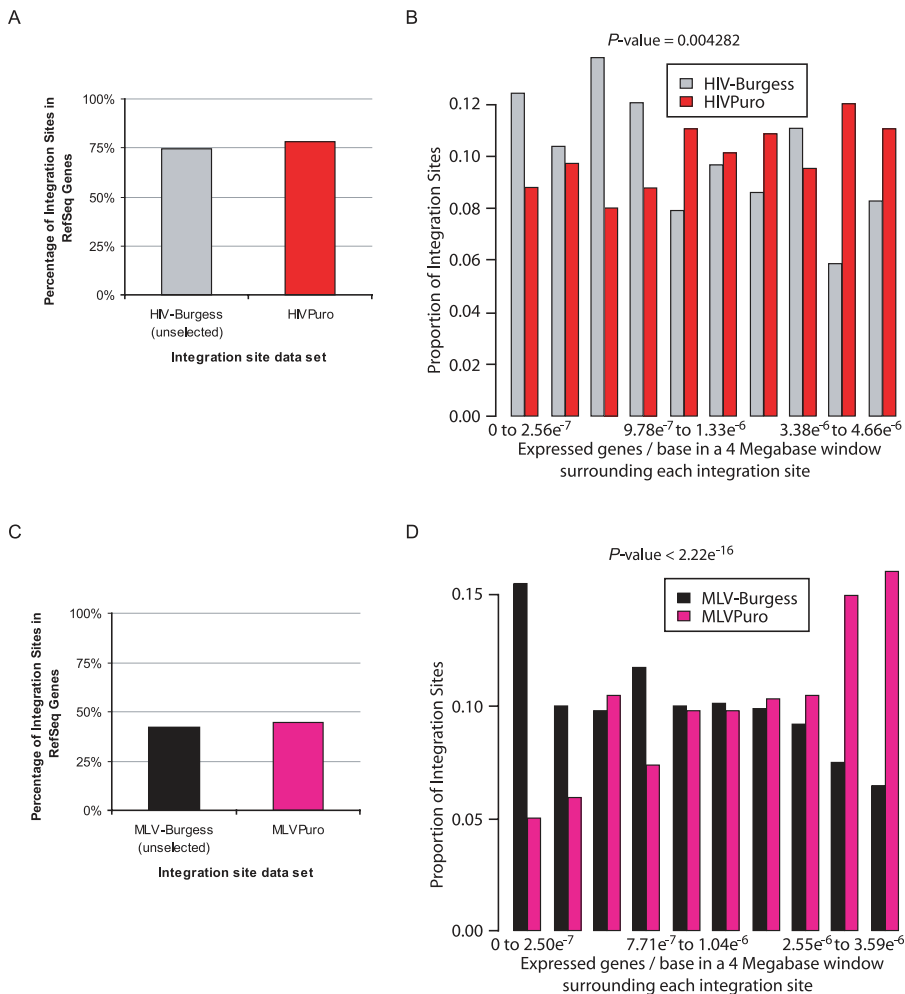 A
Percentage of Integration Sites in
RefSeq Genes
100%
75%
50%
25%
0%
HIV-Burgess
(unselected)
HIVPuro
Integration site data set
B
P-value = 0.004282
HIV-Burgess
HIVPuro
Proportion of Integration Sites
0.12
0.10
0.08
0.06
0.04
0.02
0.00
0 to 2.56e-7
9.78e-7 to 1.33e-6
3.38e-6 to 4.66e-6
Expressed genes / base in a 4 Megabase window
surrounding each integration site
C
Percentage of Integration Sites in
RefSeq Genes
100%
75%
50%
25%
0%
MLV-Burgess
(unselected)
MLVPuro
Integration site data set
D
P-value < 2.22e-16
MLV-Burgess
MLVPuro
Proportion of Integration Sites
0.15
0.10
0.05
0.00
0 to 2.50e-7
7.71e-7 to 1.04e-6
2.55e-6 to 3.59e-6
Expressed genes / base in a 4 Megabase window
surrounding each integration site